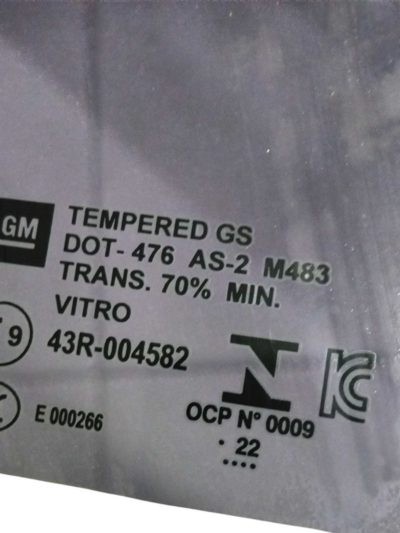 GM
TEMPERED GS
DOT- 476 AS-2 M483
TRANS. 70% MIN.
VITRO
9 43R-004582
E 000266
OCP N° 0009
. 22
....